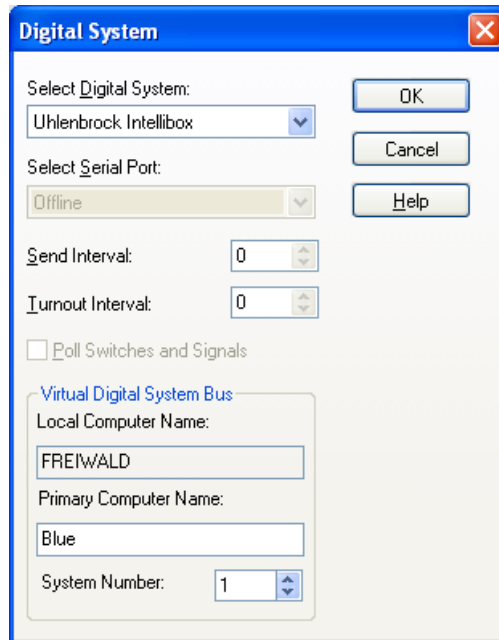 Digital System
Select Digital System:
OK
Uhlenbrock Intellibox
Cancel
Select Serial Port:
Offline
Help
Send Interval:
0
Turnout Interval:
0
Poll Switches and Signals
Virtual Digital System Bus
Local Computer Name:
FREIWALD
Primary Computer Name:
Blue
System Number:
1